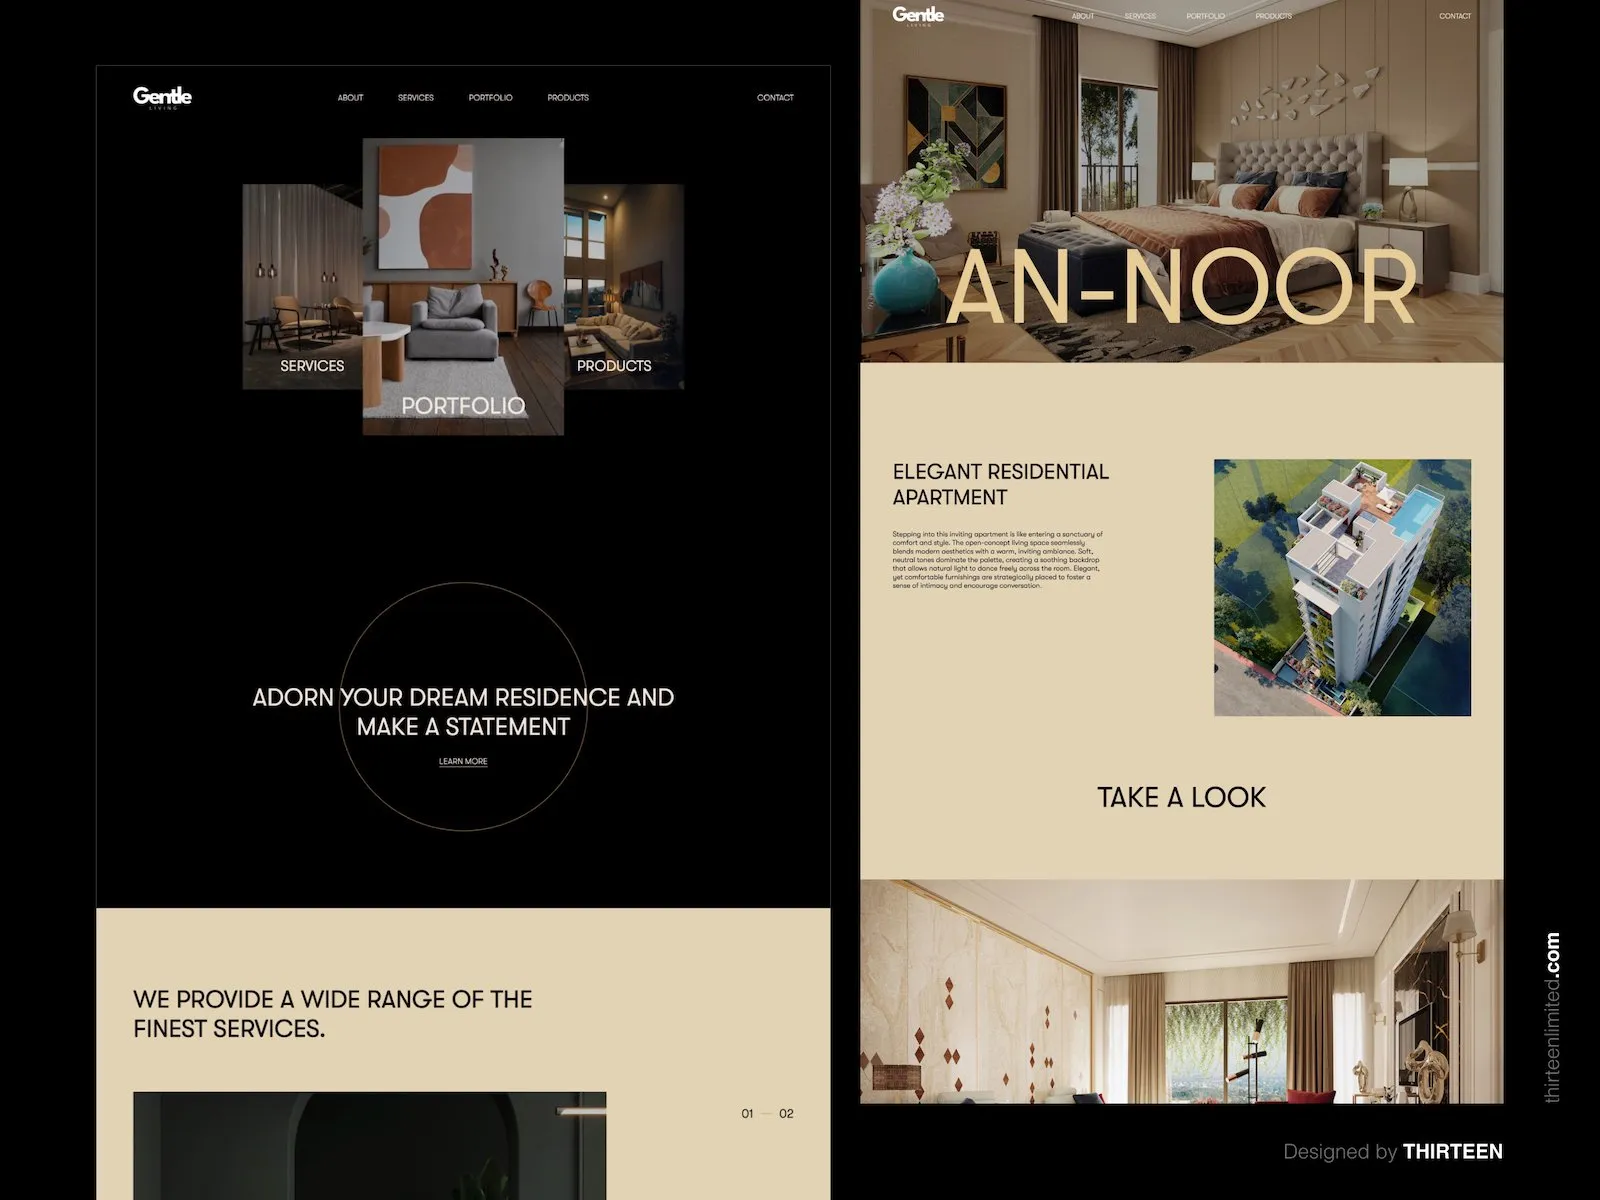 Gentle
LIVING
ABOUT
SERVICES
PORTFOLIO
PRODUCTS
CONTACT
SERVICES
PORTFOLIO
PRODUCTS
ADORN YOUR DREAM RESIDENCE AND
MAKE A STATEMENT
LEARN MORE
WE PROVIDE A WIDE RANGE OF THE
FINEST SERVICES.
01 — 02
Gentle
LIVING
ABOUT
SERVICES
PORTFOLIO
PRODUCTS
CONTACT
AN-NOOR
ELEGANT RESIDENTIAL
APARTMENT
Stepping into this inviting apartment is like entering a sanctuary of
comfort and style. The open-concept living space seamlessly
blends modern aesthetics with a warm, inviting ambiance. Soft,
neutral tones dominate the palette, creating a soothing backdrop
that allows natural light to dance freely across the room. Elegant,
yet comfortable furnishings are strategically placed to foster a
sense of intimacy and encourage conversation.
TAKE A LOOK
thirteenlimited.com
Designed by THIRTEEN